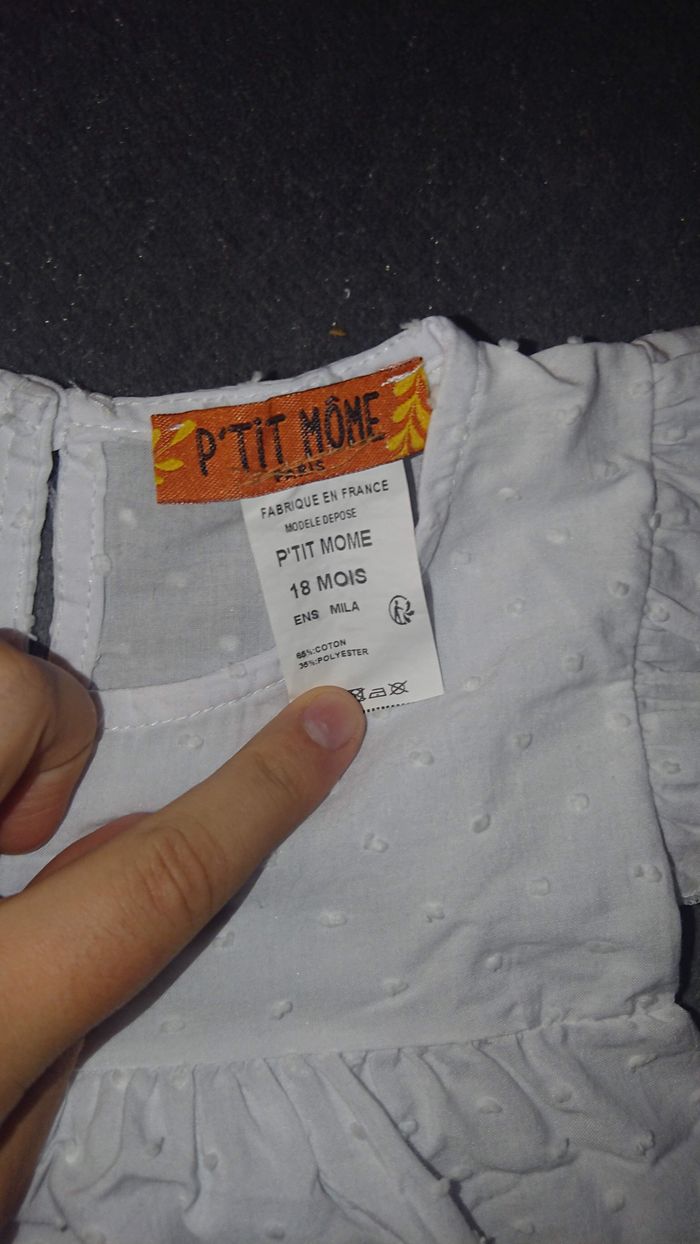 P'TiT MÔME
PARIS
FABRIQUE EN FRANCE
MODELE DEPOSE
P'TIT MOME
18 MOIS
ENS MILA
65%:COTON
35%:POLYESTER